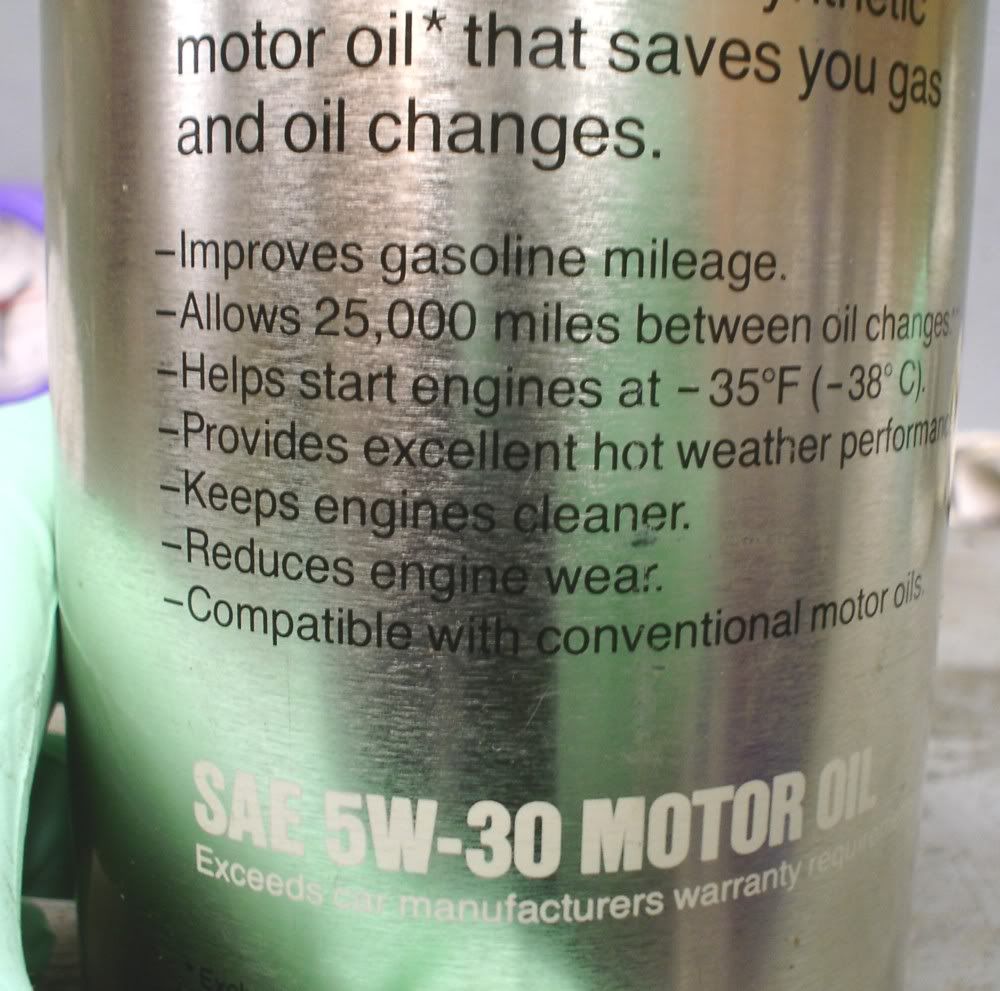 motor oil* that saves you gas
and oil changes.
-Improves gasoline mileage.
-Allows 25,000 miles between oil changes.**
-Helps start engines at -35°F (-38°C).
-Provides excellent hot weather performanc
-Keeps engines cleaner.
-Reduces engine wear.
-Compatible with conventional motor oils.
SAE 5W-30 MOTOR OIL
Exceeds car manufacturers warranty requirem